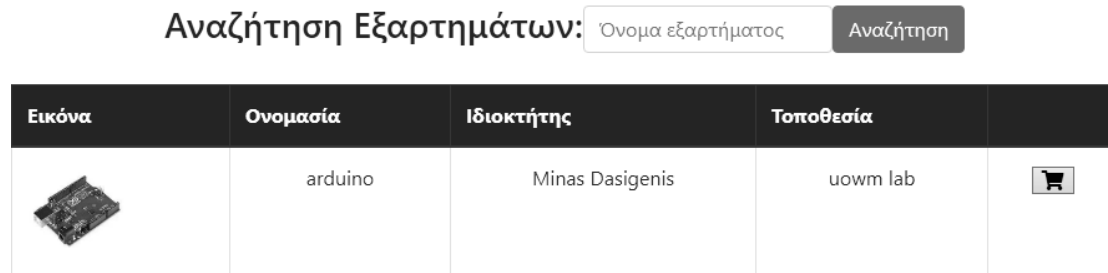 Αναζήτηση Εξαρτημάτων: Όνομα εξαρτήματος Αναζήτηση
Εικόνα Ονομασία Ιδιοκτήτης Τοποθεσία
arduino Minas Dasigenis uowm lab